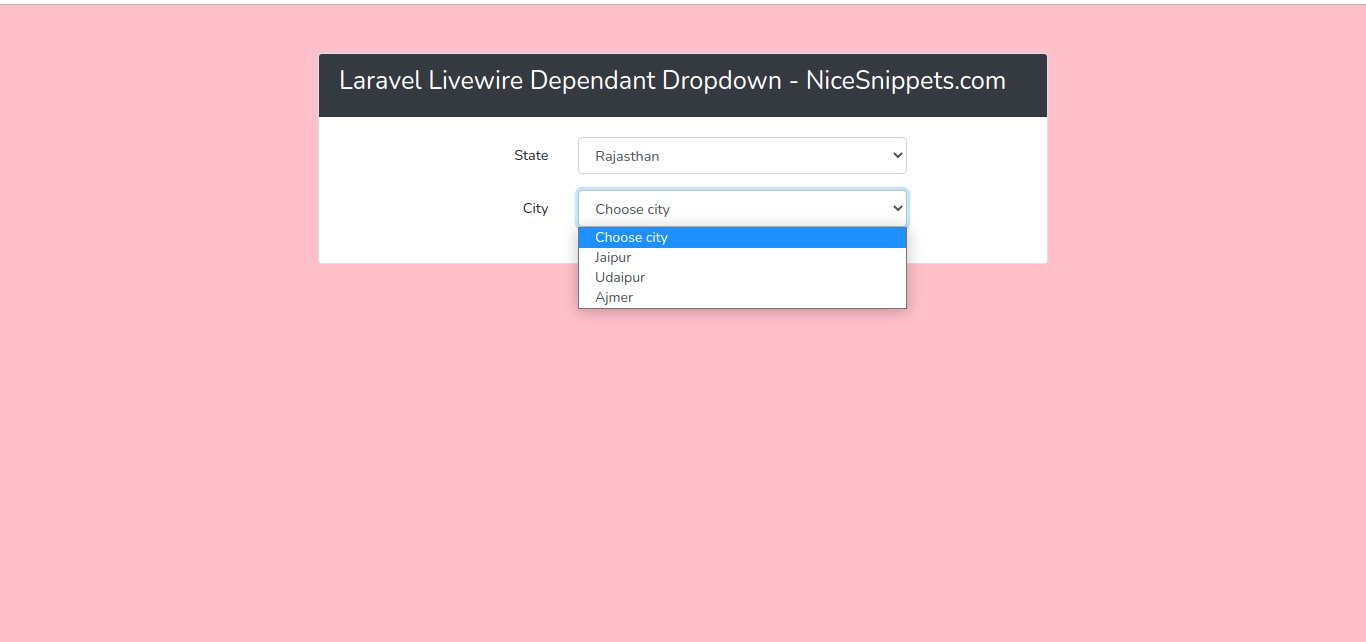 Laravel Livewire Dependant Dropdown - NiceSnippets.com
State
Rajasthan
City
Choose city
Choose city
Jaipur
Udaipur
Ajmer